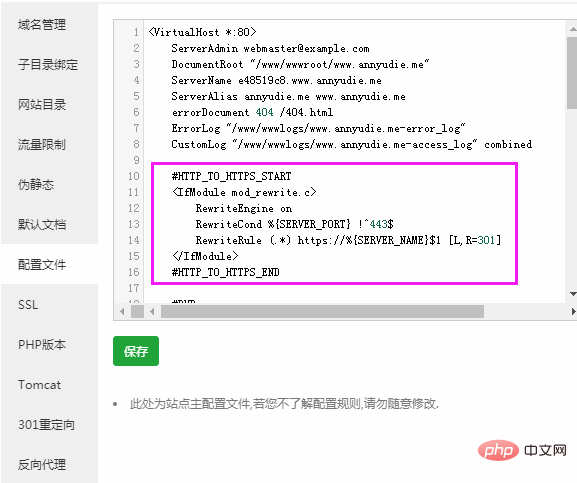 域名管理
子目录绑定
网站目录
流量限制
伪静态
默认文档
配置文件
SSL
PHP版本
Tomcat
301重定向
反向代理
1 <VirtualHost *:80>
2 ServerAdmin webmaster@example.com
3 DocumentRoot "/www/wwwroot/www.annyudie.me"
4 ServerName e48519c8.www.annyudie.me
5 ServerAlias annyudie.me www.annyudie.me
6 errorDocument 404 /404.html
7 ErrorLog "/www/wwwlogs/www.annyudie.me-error_log"
8 CustomLog "/www/wwwlogs/www.annyudie.me-access_log" combined
9
10 #HTTP_TO_HTTPS_START
11 <IfModule mod_rewrite.c>
12 RewriteEngine on
13 RewriteCond %{SERVER_PORT} !^443$
14 RewriteRule (.*) https://%{SERVER_NAME}$1 [L,R=301]
15 </IfModule>
16 #HTTP_TO_HTTPS_END
17
18 #PHP
保存
• 此处为站点主配置文件,若您不了解配置规则,请勿随意修改.
php 中文网